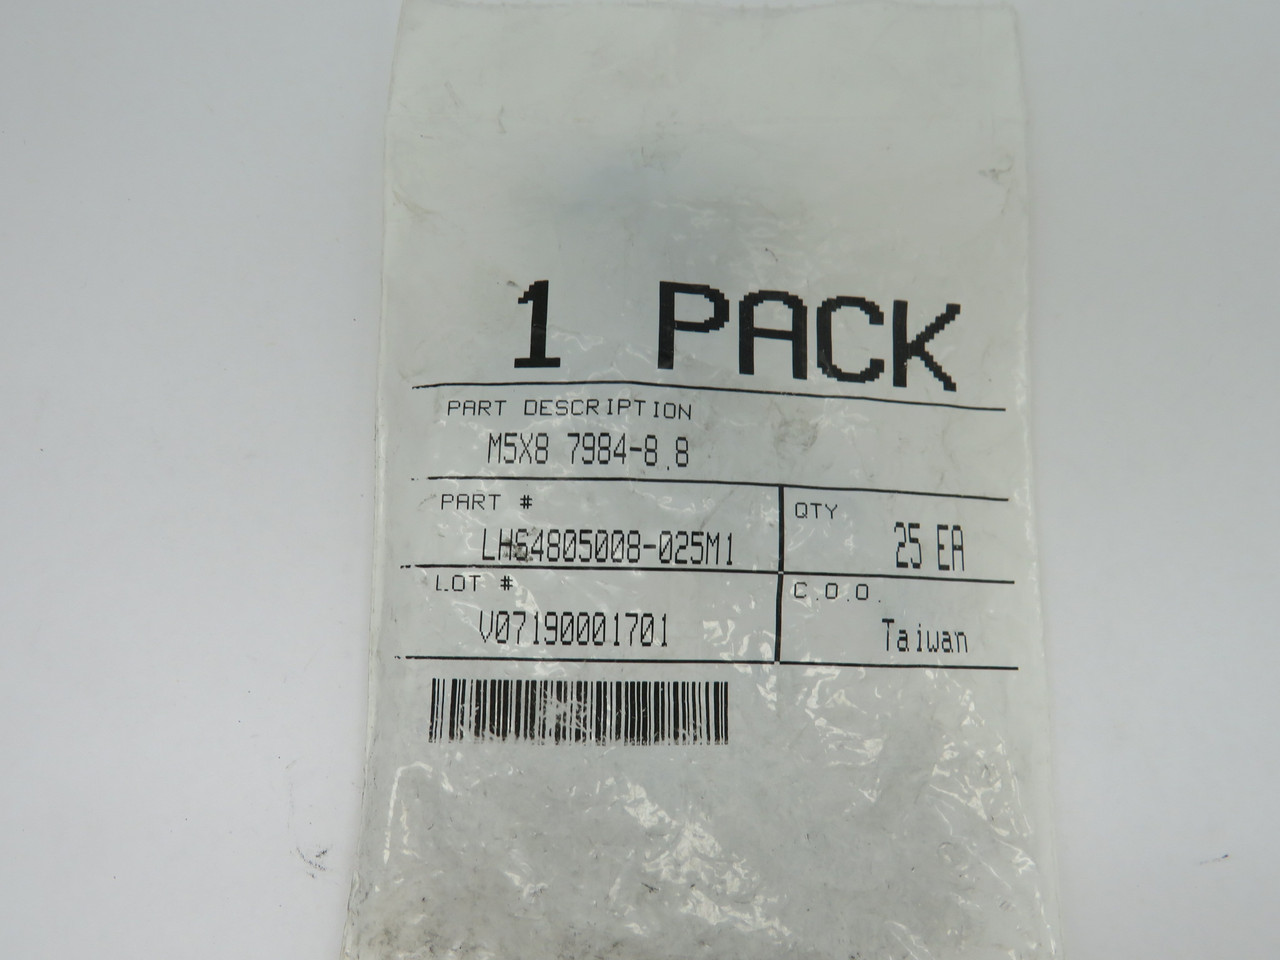 1 PACK
PART DESCRIPTION
M5X8 7984-8.8
PART #
LHS4805008-025M1
QTY
25 EA
LOT #
V07190001701
C.O.O.
Taiwan